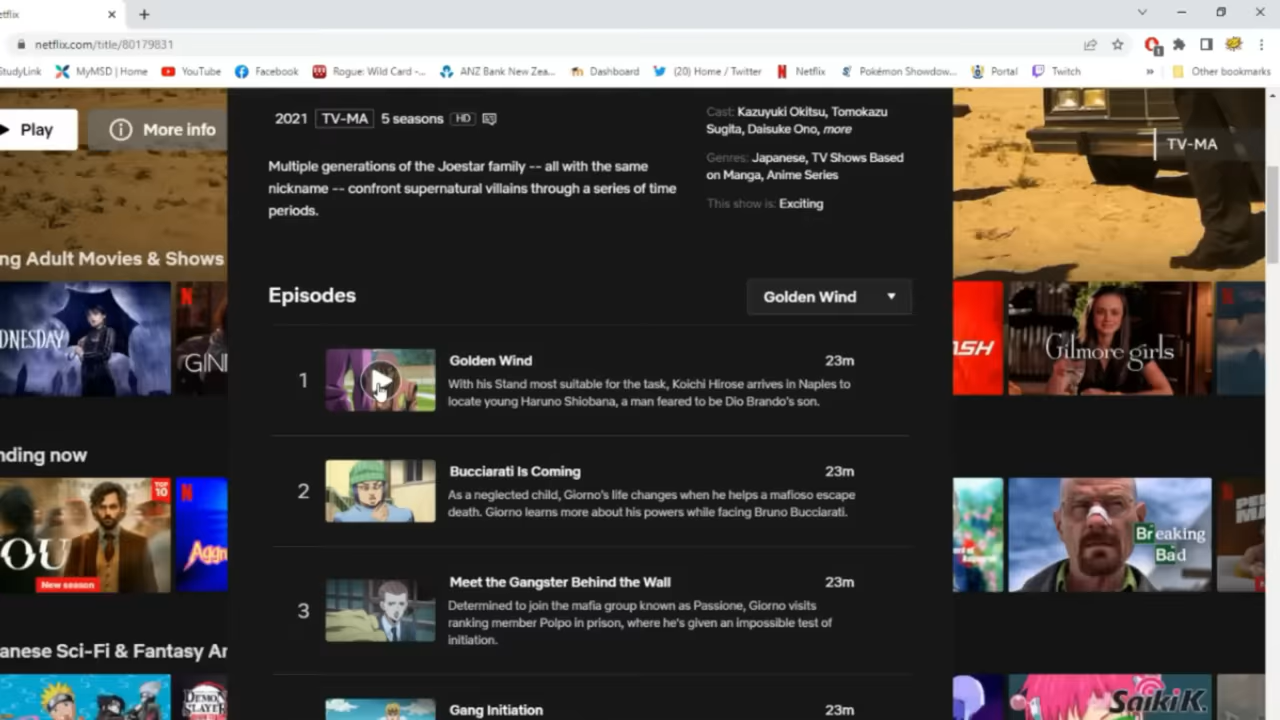 etflix
netflix.com/title/80179831
StudyLink
MyMSD | Home
YouTube
Facebook
Rogue: Wild Card -...
ANZ Bank New Zea...
Dashboard
(20) Home / Twitter
Netflix
Pokémon Showdow...
Portal
Twitch
»
Other bookmarks
Play
More info
2021 TV-MA 5 seasons HD
Cast: Kazuyuki Okitsu, Tomokazu
Sugita, Daisuke Ono, more
Multiple generations of the Joestar family -- all with the same
nickname -- confront supernatural villains through a series of time
periods.
Genres: Japanese, TV Shows Based
on Manga, Anime Series
This show is: Exciting
TV-MA
ng Adult Movies & Shows
DNESDAY
GIN
Episodes
Golden Wind
SH
Gilmore girls
1
Golden Wind
23m
With his Stand most suitable for the task, Koichi Hirose arrives in Naples to
locate young Haruno Shiobana, a man feared to be Dio Brando's son.
nding now
2
Bucciarati Is Coming
23m
As a neglected child, Giorno's life changes when he helps a mafioso escape
death. Giorno learns more about his powers while facing Bruno Bucciarati.
TOP
10
YOU
New season
Aggr
Breaking
Bad
3
Meet the Gangster Behind the Wall
23m
Determined to join the mafia group known as Passione, Giorno visits
ranking member Polpo in prison, where he's given an impossible test of
initiation.
anese Sci-Fi & Fantasy An
DEMON
SLAYER
Gang Initiation
23m
Saiki K.